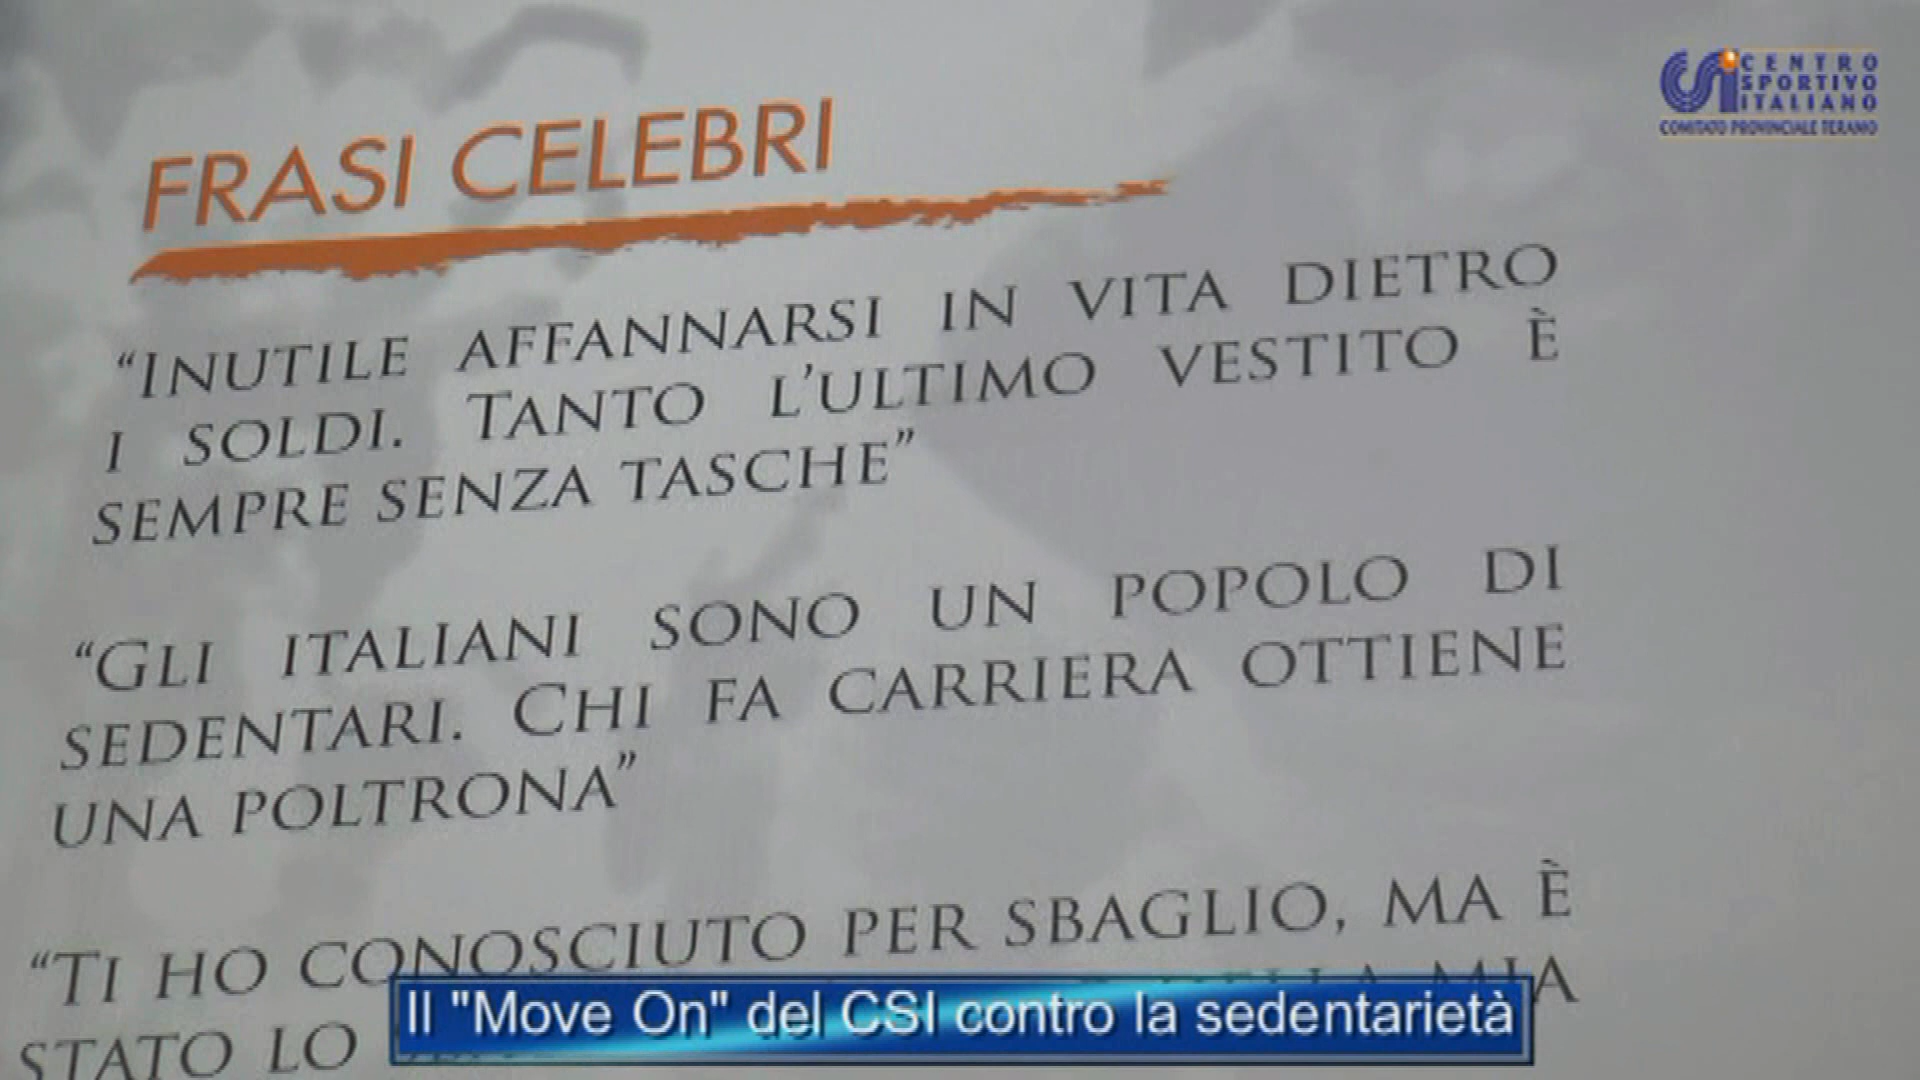 CSI CENTRO
SPORTIVO
ITALIANO
COMITATO PROVINCIALE TERAMO
FRASI CELEBRI
“INUTILE AFFANNARSI IN VITA DIETRO
I SOLDI. TANTO L’ULTIMO VESTITO È
SEMPRE SENZA TASCHE”
“GLI ITALIANI SONO UN POPOLO DI
SEDENTARI. CHI FA CARRIERA OTTIENE
UNA POLTRONA”
“TI HO CONOSCIUTO PER SBAGLIO, MA È
STATO LO MIA
Il "Move On" del CSI contro la sedentarietà